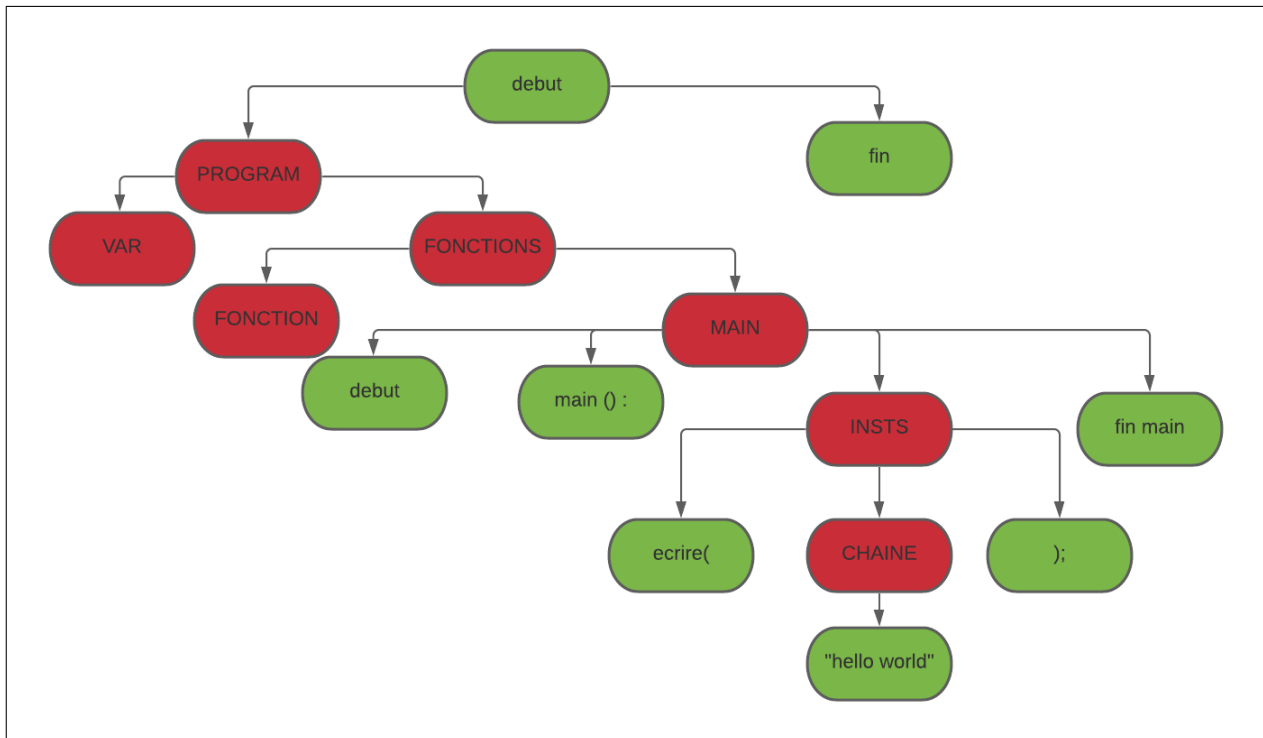 debut
fin
PROGRAM
VAR
FONCTIONS
FONCTION
MAIN
debut
main () :
INSTS
fin main
ecrire(
CHAINE
);
"hello world"